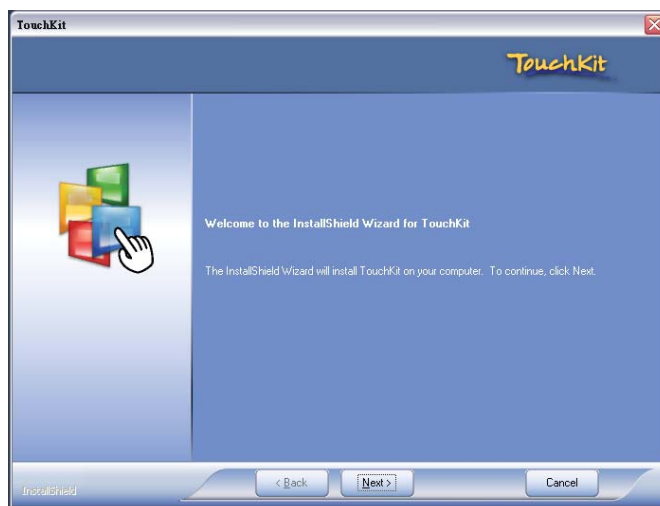 TouchKit
TouchKit
Welcome to the InstallShield Wizard for TouchKit
The InstallShield Wizard will install TouchKit on your computer. To continue, click Next.
InstallShield
< Back
Next >
Cancel